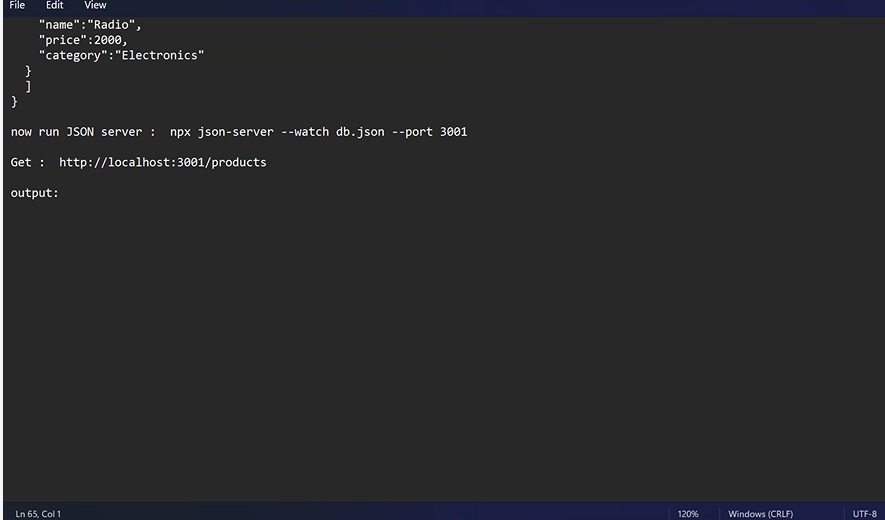 File Edit View
"name":"Radio",
"price":2000,
"category":"Electronics"
}
]
}
now run JSON server :  npx json-server --watch db.json --port 3001
Get :  http://localhost:3001/products
output:
Ln 65, Col 1 120% Windows (CRLF) UTF-8